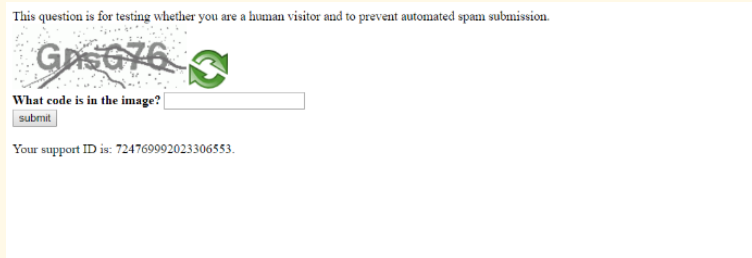 This question is for testing whether you are a human visitor and to prevent automated spam submission.
What code is in the image?
submit
Your support ID is: 724769992023306553.